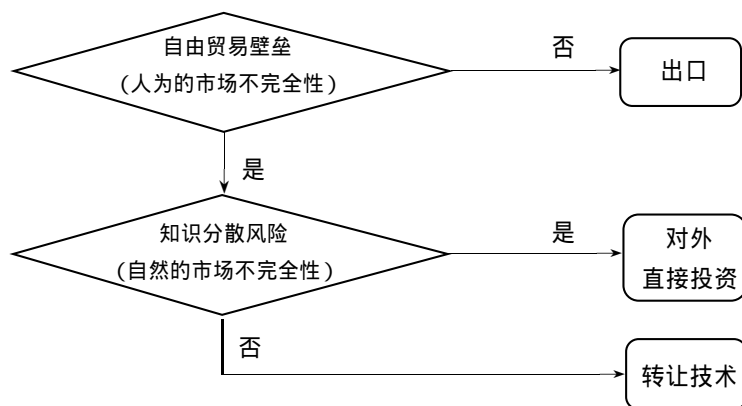 自由贸易壁垒
(人为的市场不完全性)
否
出口
是
知识分散风险
(自然的市场不完全性)
是
对外
直接投资
否
转让技术